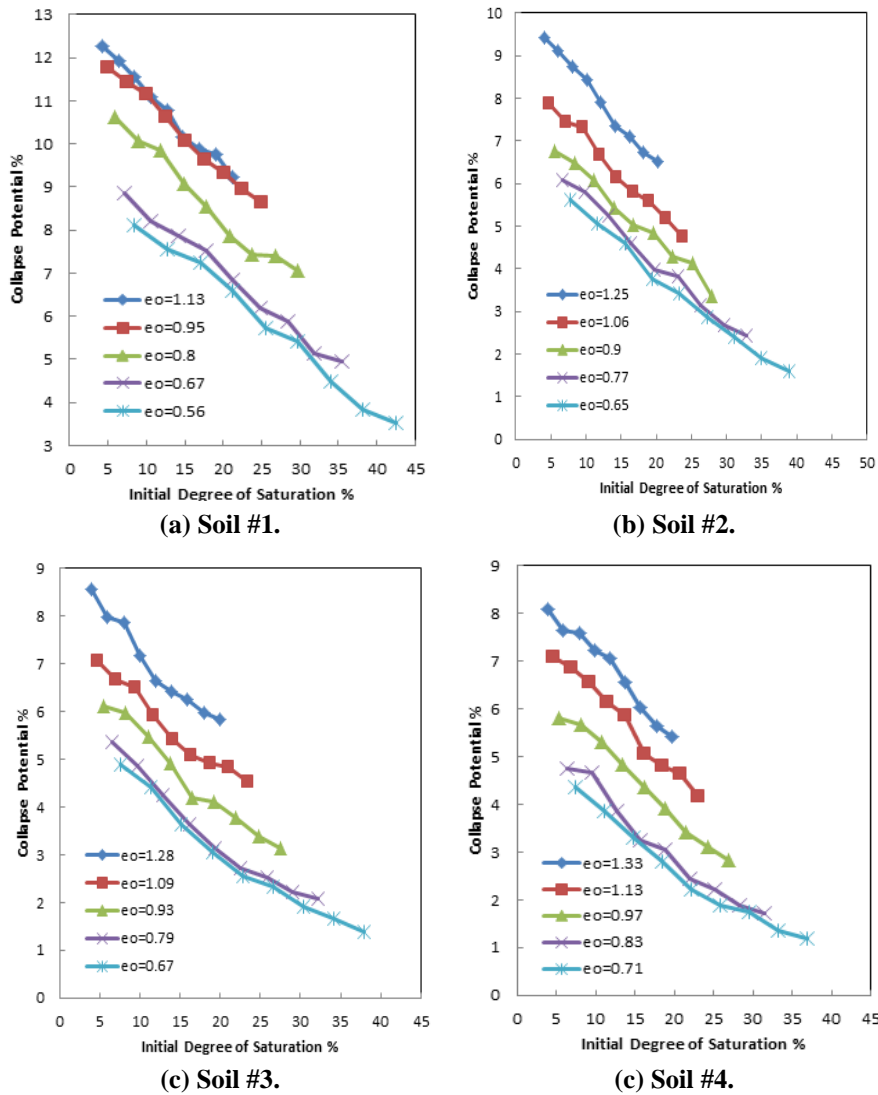 13
12
11
10
9
8
7
6
5
4
3
Collapse Potential %
eo=1.13
eo=0.95
eo=0.8
eo=0.67
eo=0.56
0 5 10 15 20 25 30 35 40 45
Initial Degree of Saturation %
(a) Soil #1.
10
9
8
7
6
5
4
3
2
1
0
Collapse Potential %
eo=1.25
eo=1.06
eo=0.9
eo=0.77
eo=0.65
0 5 10 15 20 25 30 35 40 45 50
Initial Degree of Saturation %
(b) Soil #2.
9
8
7
6
5
4
3
2
1
0
Collapse Potential %
eo=1.28
eo=1.09
eo=0.93
eo=0.79
eo=0.67
0 5 10 15 20 25 30 35 40 45
Initial Degree of Saturation %
(c) Soil #3.
9
8
7
6
5
4
3
2
1
0
Collapse Potential %
eo=1.33
eo=1.13
eo=0.97
eo=0.83
eo=0.71
0 5 10 15 20 25 30 35 40 45
Initial Degree of Saturation %
(c) Soil #4.